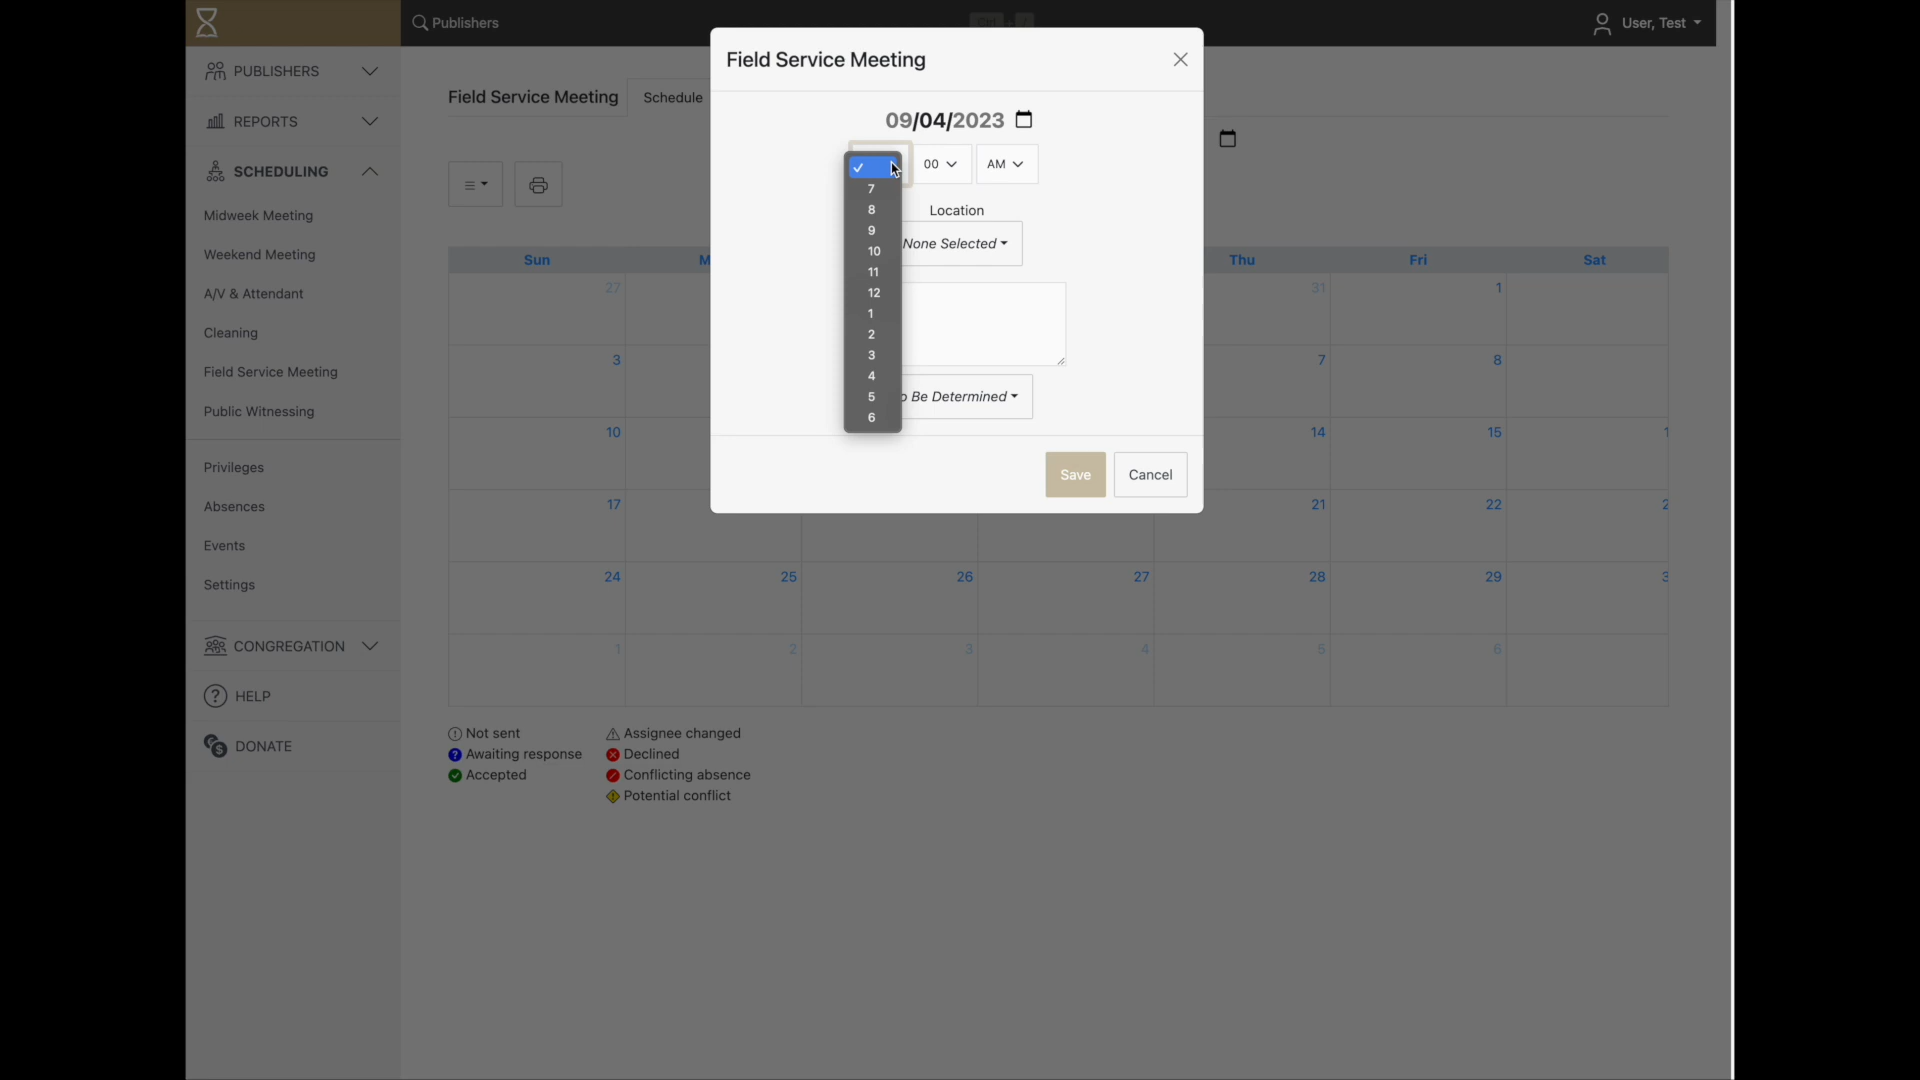 Publishers
Ctrl + /
User, Test
PUBLISHERS
REPORTS
SCHEDULING
Midweek Meeting
Weekend Meeting
A/V & Attendant
Cleaning
Field Service Meeting
Public Witnessing
Privileges
Absences
Events
Settings
CONGREGATION
HELP
DONATE
Field Service Meeting
Schedule
Field Service Meeting
09/04/2023
00
AM
7
8
9
10
11
12
1
2
3
4
5
6
Location
None Selected
Be Determined
Save
Cancel
Sun
Thu
Fri
Sat
27 31 1
3 7 8
10 14 15
17 21 22
24 25 26 27 28 29
1 2 3 4 5 6
Not sent
Awaiting response
Accepted
Assignee changed
Declined
Conflicting absence
Potential conflict